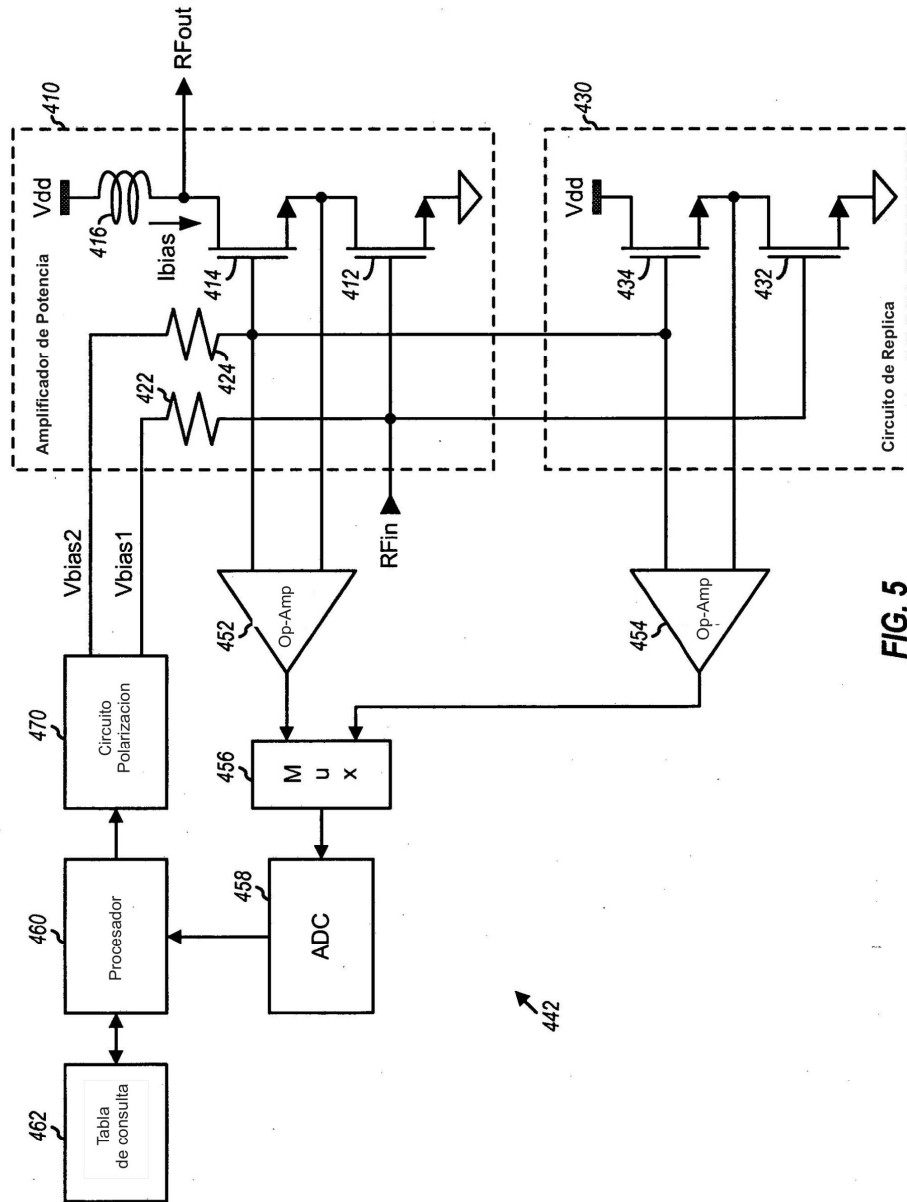 462
Tabla
de consulta
460
Procesador
470
Circuito
Polarizacion
Vbias2
Vbias1
458
ADC
456
M
u
x
442
452
Op-Amp
454
Op-Amp
RFin
Amplificador de Potencia
410
422
424
Vdd
416
Ibias
RFout
414
412
430
Vdd
434
432
Circuito de Replica
FIG. 5